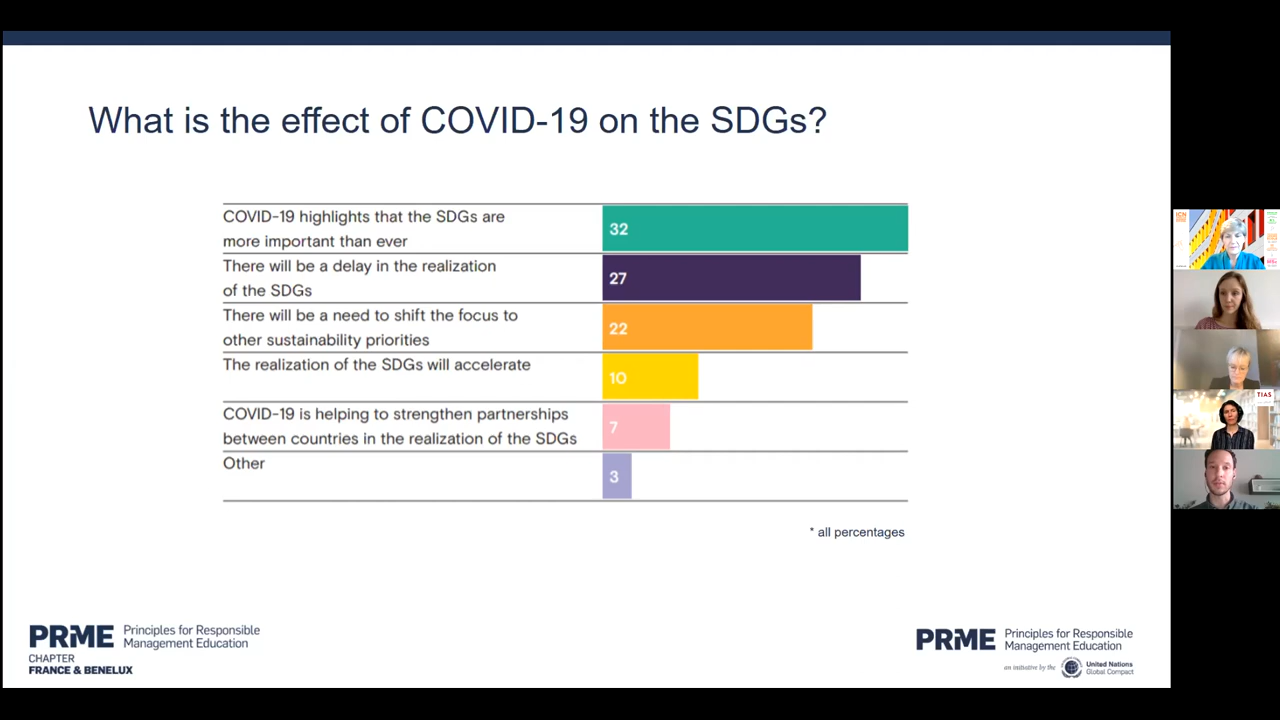 What is the effect of COVID-19 on the SDGs?
COVID-19 highlights that the SDGs are
more important than ever
32
There will be a delay in the realization
of the SDGs
27
There will be a need to shift the focus to
other sustainability priorities
22
The realization of the SDGs will accelerate
10
COVID-19 is helping to strengthen partnerships
between countries in the realization of the SDGs
7
Other
3
* all percentages
PRME Principles for Responsible
Management Education
CHAPTER
FRANCE & BENELUX
PRME Principles for Responsible
Management Education
an initiative by the
United Nations
Global Compact
ICN
TIAS